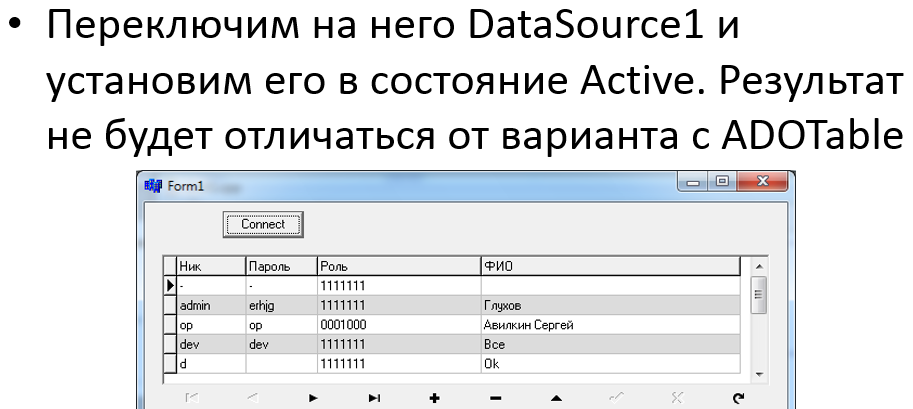 • Переключим на него DataSource1 и
установим его в состояние Active. Результат
не будет отличаться от варианта с ADOTable
Form1
Connect
Ник Пароль Роль ФИО
- - 1111111
admin erhjg 1111111 Глухов
op op 0001000 Авилкин Сергей
dev dev 1111111 Все
d 1111111 Ok